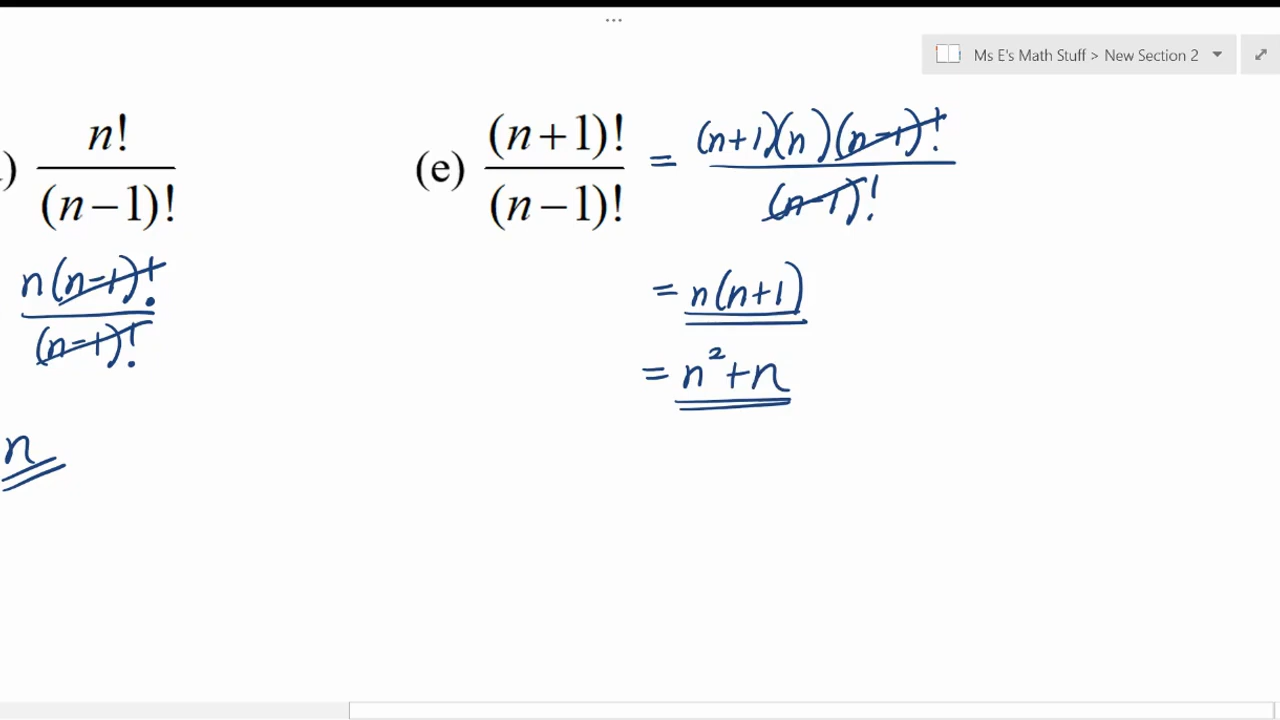 ...
Ms E's Math Stuff > New Section 2
) n! / (n−1)!
n(n-1)! / (n-1)!
n
(e) (n+1)! / (n−1)! = (n+1)(n)(n-1)! / (n-1)!
= n(n+1)
= n²+n